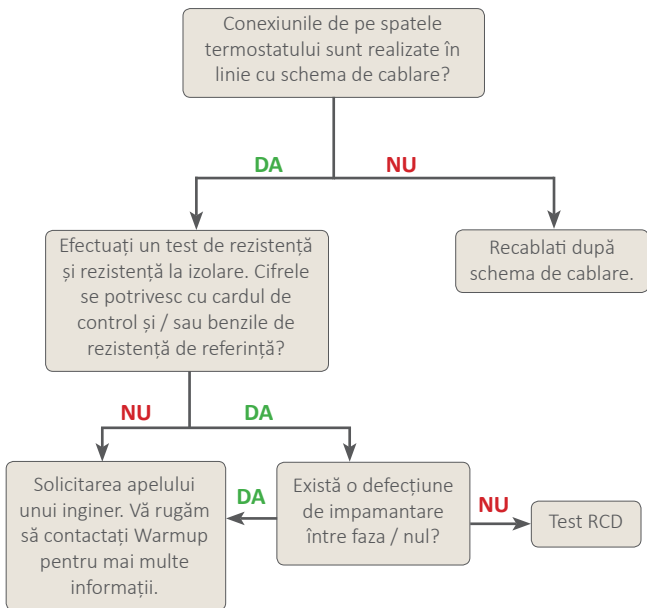 Conexiunile de pe spatele
termostatului sunt realizate în
linie cu schema de cablare?
DA
NU
Efectuați un test de rezistență
și rezistență la izolare. Cifrele
se potrivesc cu cardul de
control și / sau benzile de
rezistență de referință?
Recablati după
schema de cablare.
NU
DA
Solicitarea apelului
unui inginer. Vă rugăm
să contactați Warmup
pentru mai multe
informații.
DA
Există o defecțiune
de impamantare
între faza / nul?
NU
Test RCD